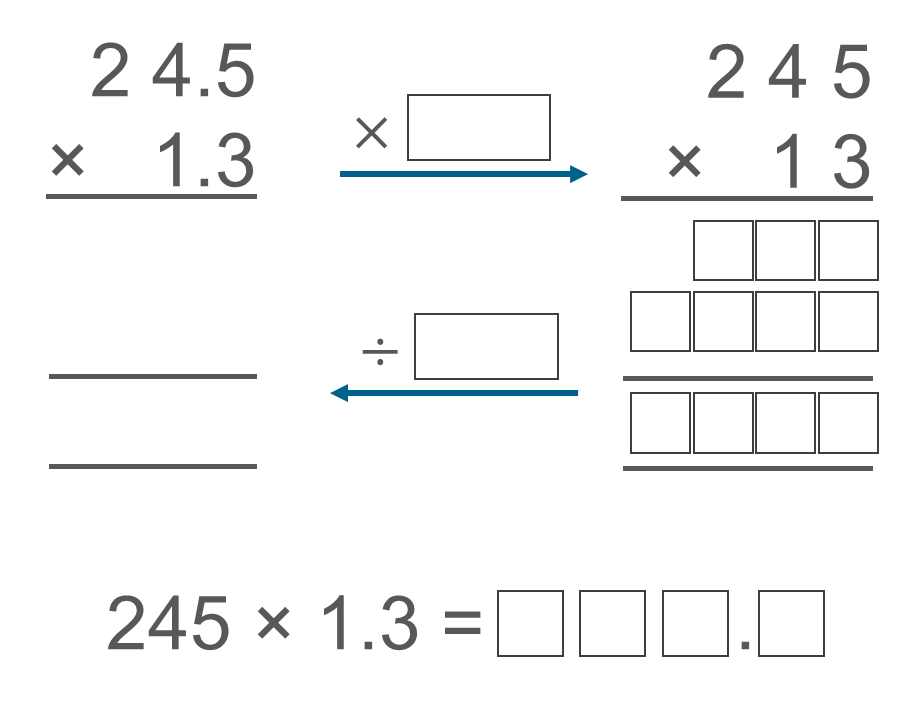 2 4.5
× 1.3
×
2 4 5
× 1 3
÷
245 × 1.3 = .